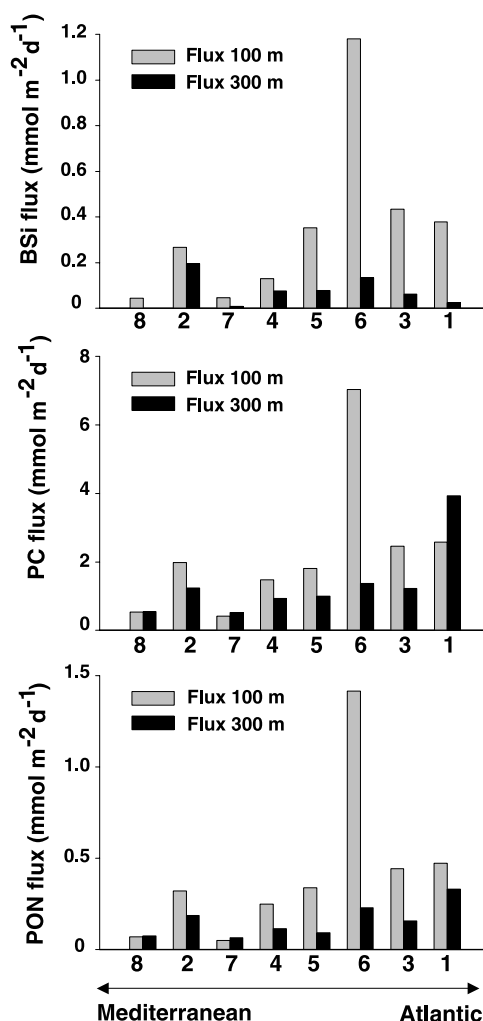 BSi flux (mmol m⁻²d⁻¹)
1.2
1.0
0.8
0.6
0.4
0.2
0
Flux 100 m
Flux 300 m
8 2 7 4 5 6 3 1
PC flux (mmol m⁻²d⁻¹)
8
6
4
2
0
Flux 100 m
Flux 300 m
8 2 7 4 5 6 3 1
PON flux (mmol m⁻²d⁻¹)
1.5
1.0
0.5
0
Flux 100 m
Flux 300 m
8 2 7 4 5 6 3 1
Mediterranean Atlantic